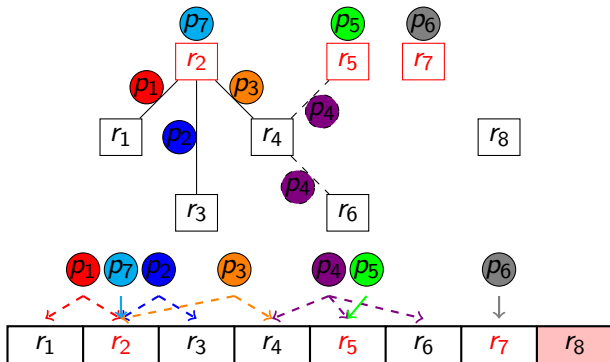 p7 p5 p6
r2 r5 r7
p1 p3
p4
r1 p2 r4 r8
p4
r3 r6
p1 p7 p2 p3 p4 p5 p6
r1 r2 r3 r4 r5 r6 r7 r8